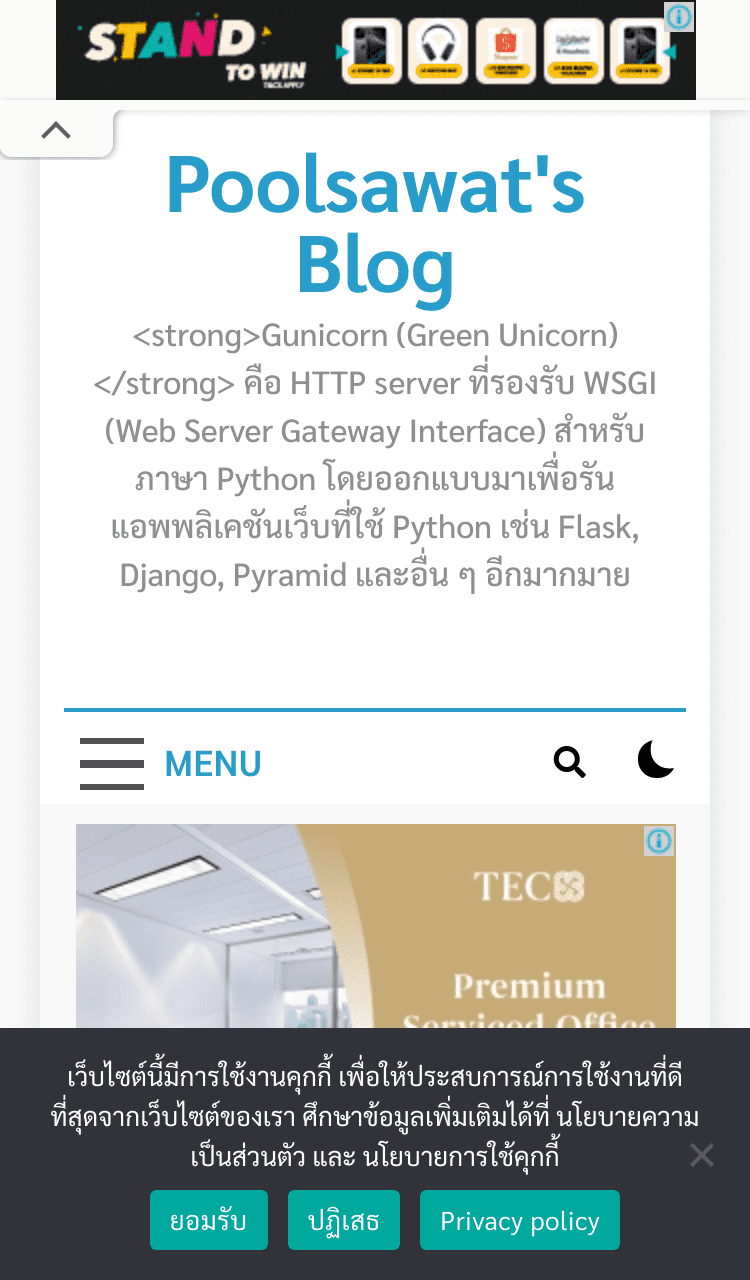 STAND
TO WIN
Poolsawat's
Blog
<strong>Gunicorn (Green Unicorn)
</strong> คือ HTTP server ที่รองรับ WSGI
(Web Server Gateway Interface) สำหรับ
ภาษา Python โดยออกแบบมาเพื่อรัน
แอพพลิเคชันเว็บที่ใช้ Python เช่น Flask,
Django, Pyramid และอื่น ๆ อีกมากมาย
MENU
TEC
Premium
Serviced Office
เว็บไซต์นี้มีการใช้งานคุกกี้ เพื่อให้ประสบการณ์การใช้งานที่ดี
ที่สุดจากเว็บไซต์ของเรา ศึกษาข้อมูลเพิ่มเติมได้ที่ นโยบายความ
เป็นส่วนตัว และ นโยบายการใช้คุกกี้
ยอมรับ
ปฏิเสธ
Privacy policy